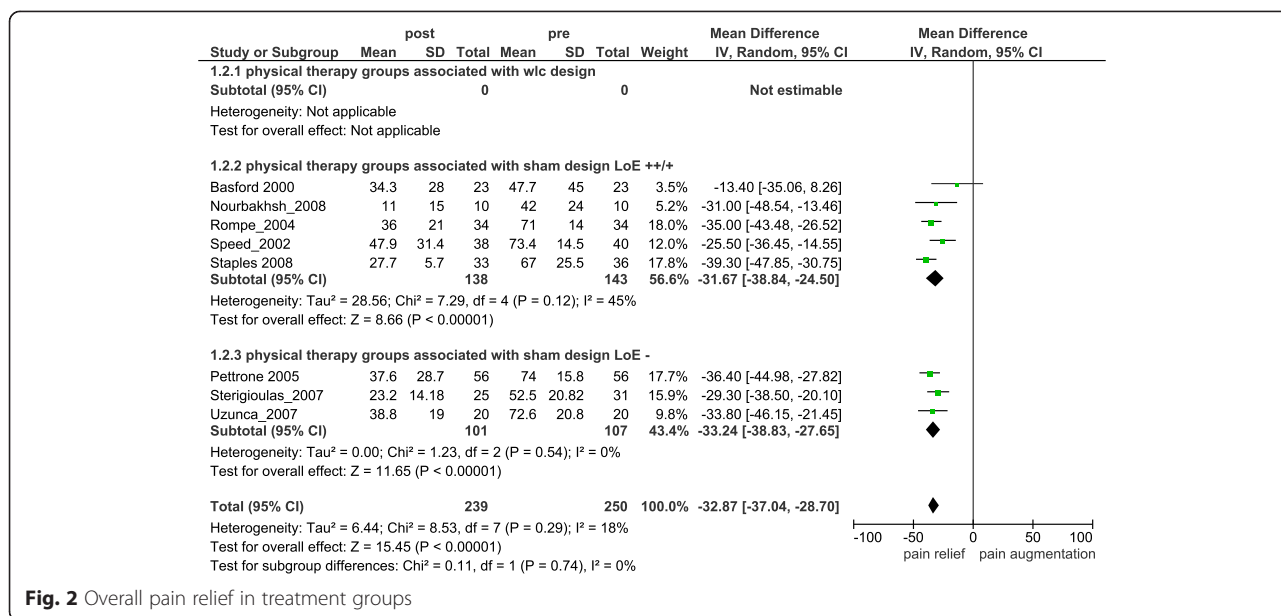 post pre Mean Difference Mean Difference
Study or Subgroup Mean SD Total Mean SD Total Weight IV, Random, 95% CI IV, Random, 95% CI
1.2.1 physical therapy groups associated with wlc design
Subtotal (95% CI) 0 0 Not estimable
Heterogeneity: Not applicable
Test for overall effect: Not applicable
1.2.2 physical therapy groups associated with sham design LoE ++/+
Basford 2000 34.3 28 23 47.7 45 23 3.5% -13.40 [-35.06, 8.26]
Nourbakhsh_2008 11 15 10 42 24 10 5.2% -31.00 [-48.54, -13.46]
Rompe_2004 36 21 34 71 14 34 18.0% -35.00 [-43.48, -26.52]
Speed_2002 47.9 31.4 38 73.4 14.5 40 12.0% -25.50 [-36.45, -14.55]
Staples 2008 27.7 5.7 33 67 25.5 36 17.8% -39.30 [-47.85, -30.75]
Subtotal (95% CI) 138 143 56.6% -31.67 [-38.84, -24.50]
Heterogeneity: Tau² = 28.56; Chi² = 7.29, df = 4 (P = 0.12); I² = 45%
Test for overall effect: Z = 8.66 (P < 0.00001)
1.2.3 physical therapy groups associated with sham design LoE -
Pettrone 2005 37.6 28.7 56 74 15.8 56 17.7% -36.40 [-44.98, -27.82]
Sterigioulas_2007 23.2 14.18 25 52.5 20.82 31 15.9% -29.30 [-38.50, -20.10]
Uzunca_2007 38.8 19 20 72.6 20.8 20 9.8% -33.80 [-46.15, -21.45]
Subtotal (95% CI) 101 107 43.4% -33.24 [-38.83, -27.65]
Heterogeneity: Tau² = 0.00; Chi² = 1.23, df = 2 (P = 0.54); I² = 0%
Test for overall effect: Z = 11.65 (P < 0.00001)
Total (95% CI) 239 250 100.0% -32.87 [-37.04, -28.70]
Heterogeneity: Tau² = 6.44; Chi² = 8.53, df = 7 (P = 0.29); I² = 18%
Test for overall effect: Z = 15.45 (P < 0.00001)
Test for subgroup differences: Chi² = 0.11, df = 1 (P = 0.74), I² = 0%
-100 -50 0 50 100
pain relief pain augmentation
Fig. 2 Overall pain relief in treatment groups